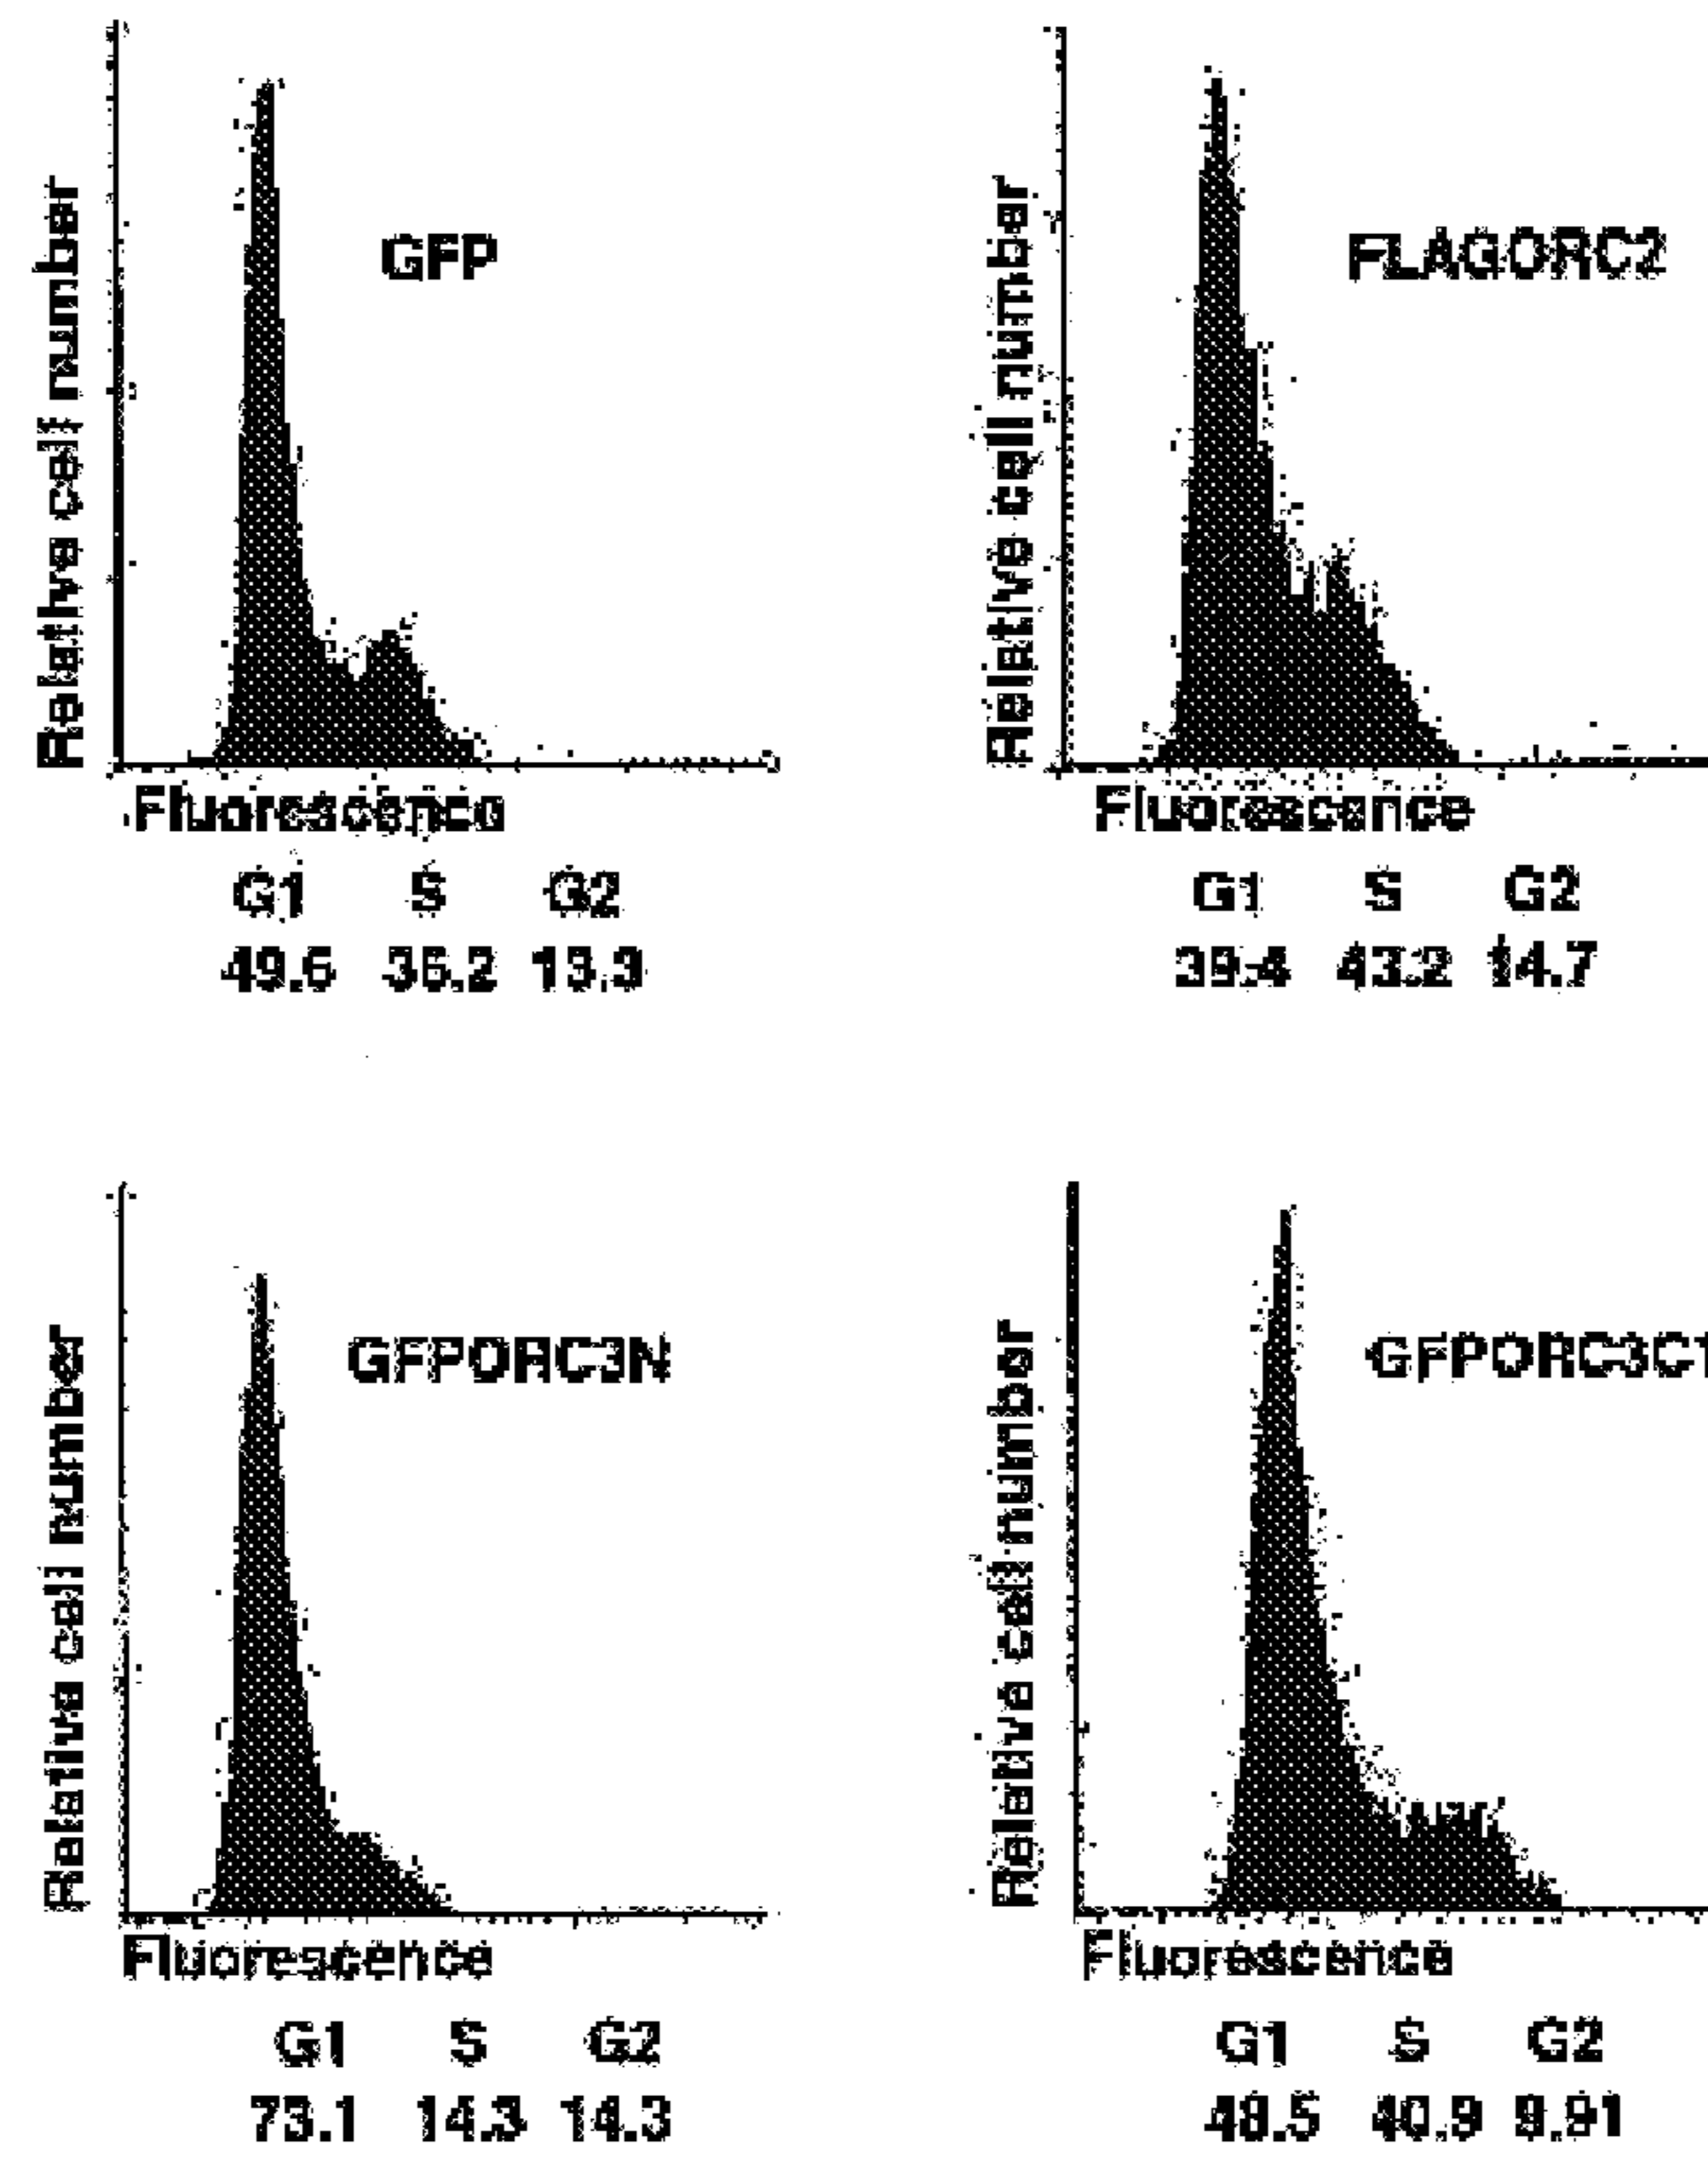 Relative cell number
GFP
Fluorescence
G1 S G2
49.6 36.2 13.3
Relative cell number
FLAGORC2
Fluorescence
G1 S G2
39.4 43.2 14.7
Relative cell number
GFPORC3N
Fluorescence
G1 S G2
73.1 14.3 14.3
Relative cell number
GFPORC3C1
Fluorescence
G1 S G2
48.5 40.9 9.91